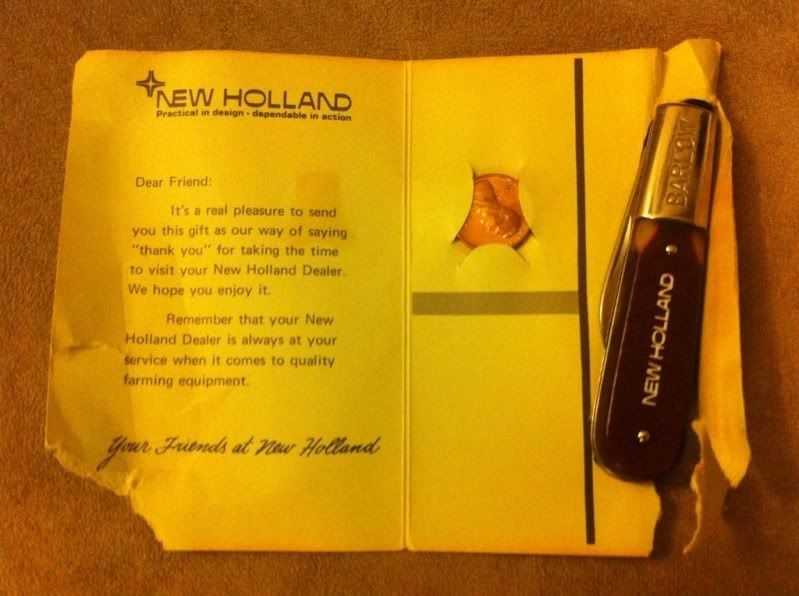 NEW HOLLAND
Practical in design · dependable in action
Dear Friend:
It's a real pleasure to send
you this gift as our way of saying
"thank you" for taking the time
to visit your New Holland Dealer.
We hope you enjoy it.
Remember that your New
Holland Dealer is always at your
service when it comes to quality
farming equipment.
Your Friends at New Holland
BARLOW
NEW HOLLAND